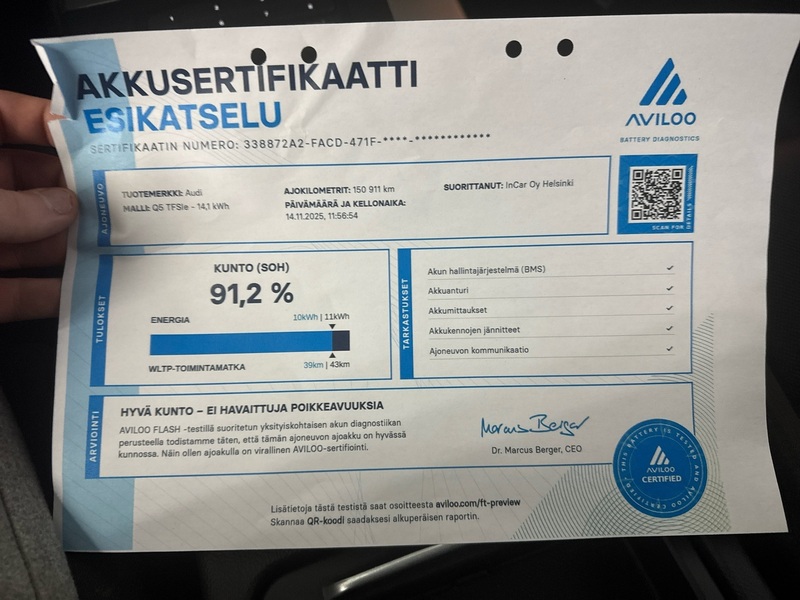 AKKUSERTIFIKAATTI
ESIKATSELU
SERTIFIKAATIN NUMERO: 338872A2-FACD-471F-****-************
AVILOO
BATTERY DIAGNOSTICS
AJONEUVO
TUOTEMERKKI: Audi
MALLI: Q5 TFSIe - 14,1 kWh
AJOKILOMETRIT: 150 911 km
PÄIVÄMÄÄRÄ JA KELLONAIKA:
14.11.2025, 11:56:54
SUORITTANUT: InCar Oy Helsinki
SCAN FOR DETAILS
TULOKSET
KUNTO (SOH)
91,2 %
ENERGIA
10kWh | 11kWh
WLTP-TOIMINTAMATKA
39km | 43km
TARKASTUKSET
Akun hallintajärjestelmä (BMS) ✓
Akkuanturi ✓
Akkumittaukset ✓
Akkukennojen jännitteet ✓
Ajoneuvon kommunikaatio ✓
ARVIOINTI
HYVÄ KUNTO – EI HAVAITTUJA POIKKEAVUUKSIA
AVILOO FLASH -testillä suoritetun yksityiskohtaisen akun diagnostiikan
perusteella todistamme täten, että tämän ajoneuvon ajoakku on hyvässä
kunnossa. Näin ollen ajoakulla on virallinen AVILOO-sertifiointi.
Marcus Berger
Dr. Marcus Berger, CEO
THIS BATTERY IS TESTED AND AVILOO CERTIFIED
AVILOO
CERTIFIED
Lisätietoja tästä testistä saat osoitteesta aviloo.com/ft-preview
Skannaa QR-koodi saadaksesi alkuperäisen raportin.